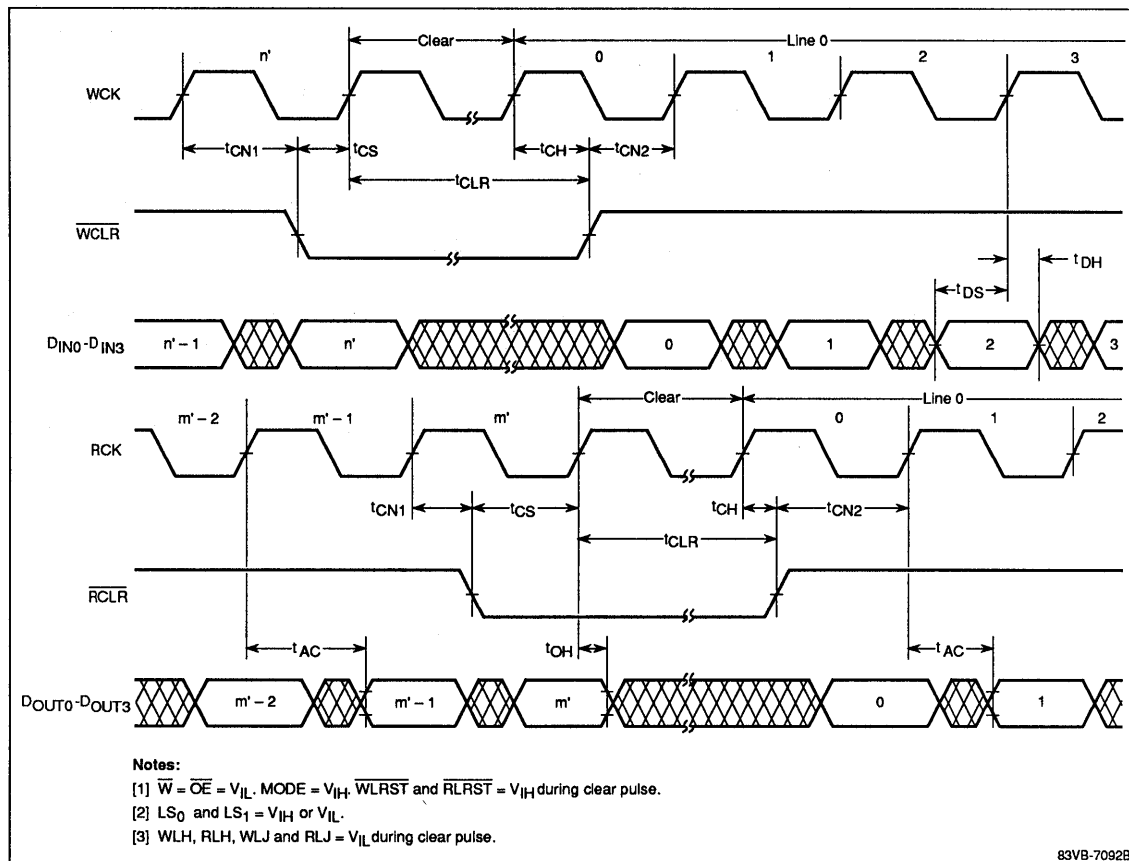 n' Clear Line 0
0 1 2 3
WCK
tCN1 tCS tCH tCN2
tCLR
WCLR
tDH
tDS
DIN0-DIN3 n'-1 n' 0 1 2 3
Clear Line 0
m'-2 m'-1 m' 0 1 2
RCK
tCN1 tCS tCH tCN2
tCLR
RCLR
tAC tOH tAC
DOUT0-DOUT3 m'-2 m'-1 m' 0 1
Notes:
[1] W̅ = O̅E̅ = VIL. MODE = VIH. W̅L̅R̅S̅T̅ and R̅L̅R̅S̅T̅ = VIH during clear pulse.
[2] LS0 and LS1 = VIH or VIL.
[3] WLH, RLH, WLJ and RLJ = VIL during clear pulse.
83VB-7092B